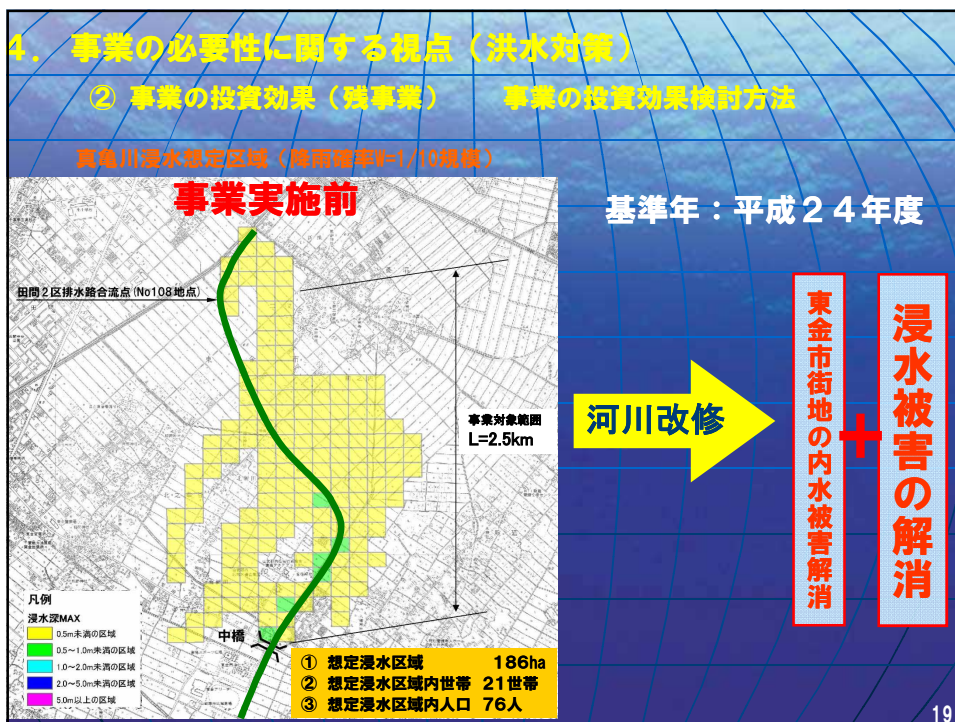 4. 事業の必要性に関する視点（洪水対策）
② 事業の投資効果（残事業）　　事業の投資効果検討方法
真亀川浸水想定区域（降雨確率W=1/10規模）
事業実施前
基準年：平成２４年度
田間２区排水路合流点(No108地点)
事業対象範囲
L=2.5km
河川改修
東金市街地の内水被害解消
+
浸水被害の解消
中橋
凡例
浸水深MAX
0.5m未満の区域
0.5～1.0m未満の区域
1.0～2.0m未満の区域
2.0～5.0m未満の区域
5.0m以上の区域
① 想定浸水区域　186ha
② 想定浸水区域内世帯 21世帯
③ 想定浸水区域内人口 76人
19